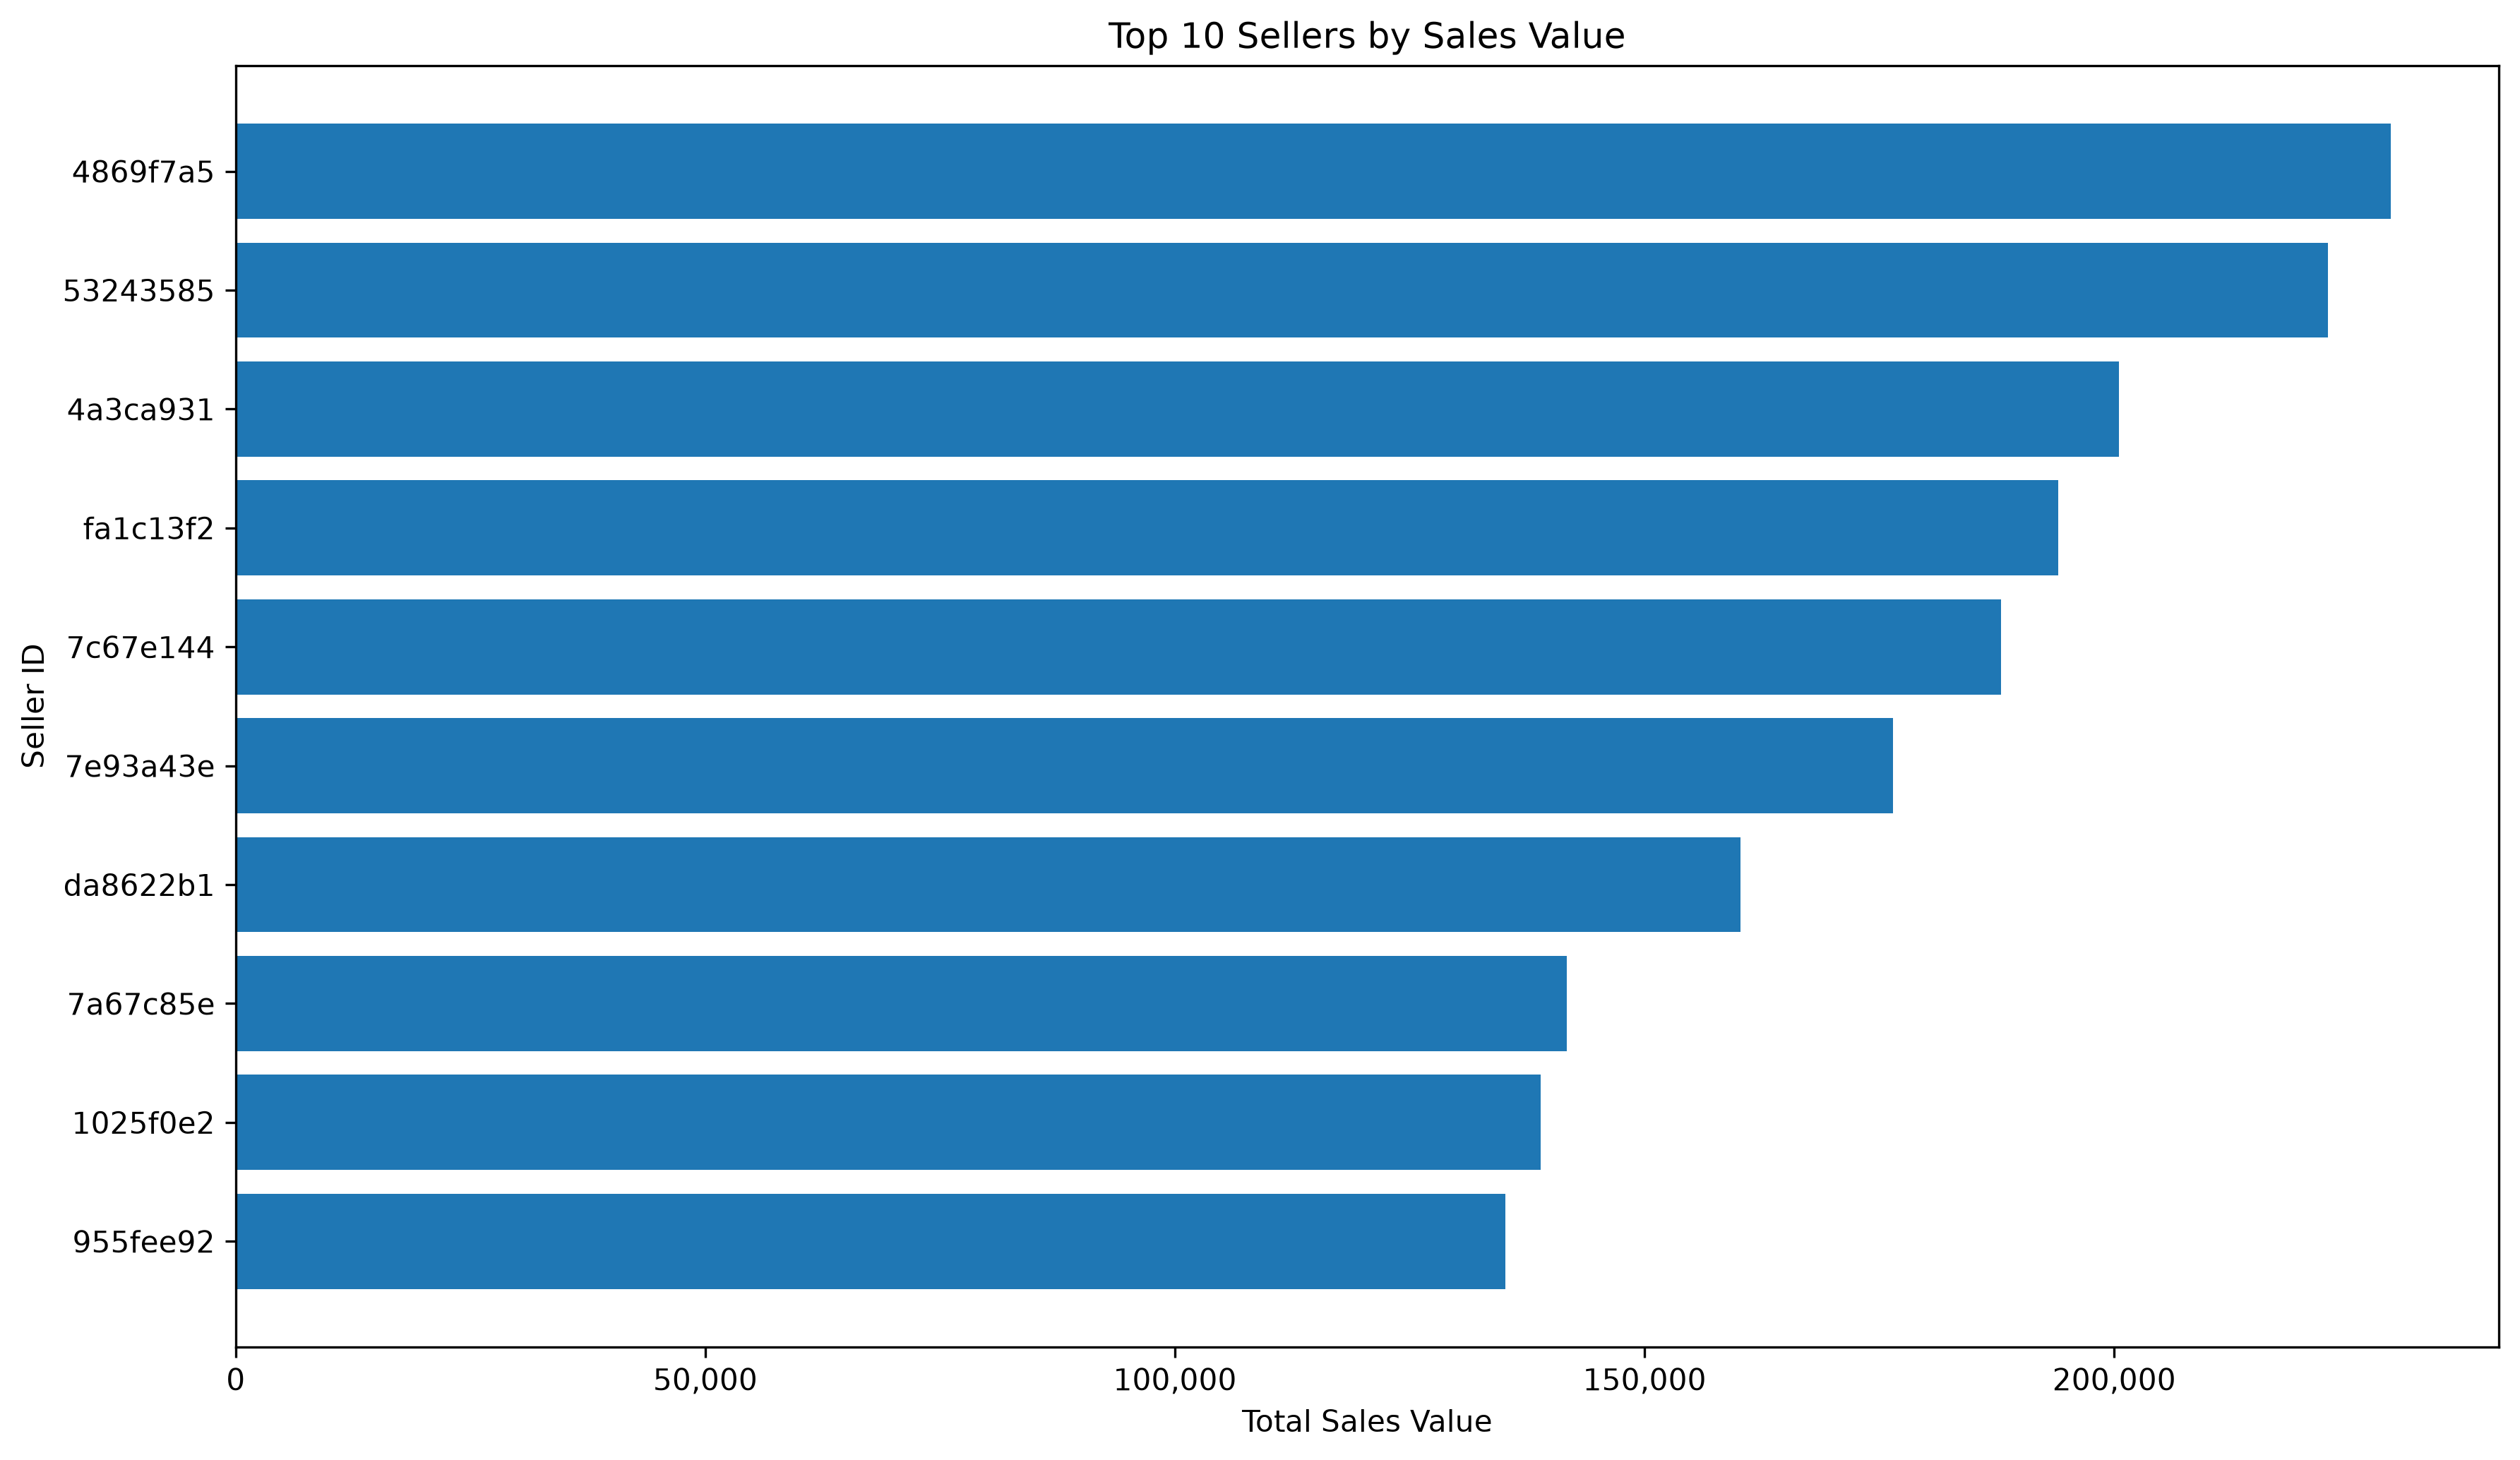 Top 10 Sellers by Sales Value
Seller ID
4869f7a5
53243585
4a3ca931
fa1c13f2
7c67e144
7e93a43e
da8622b1
7a67c85e
1025f0e2
955fee92
0 50,000 100,000 150,000 200,000
Total Sales Value